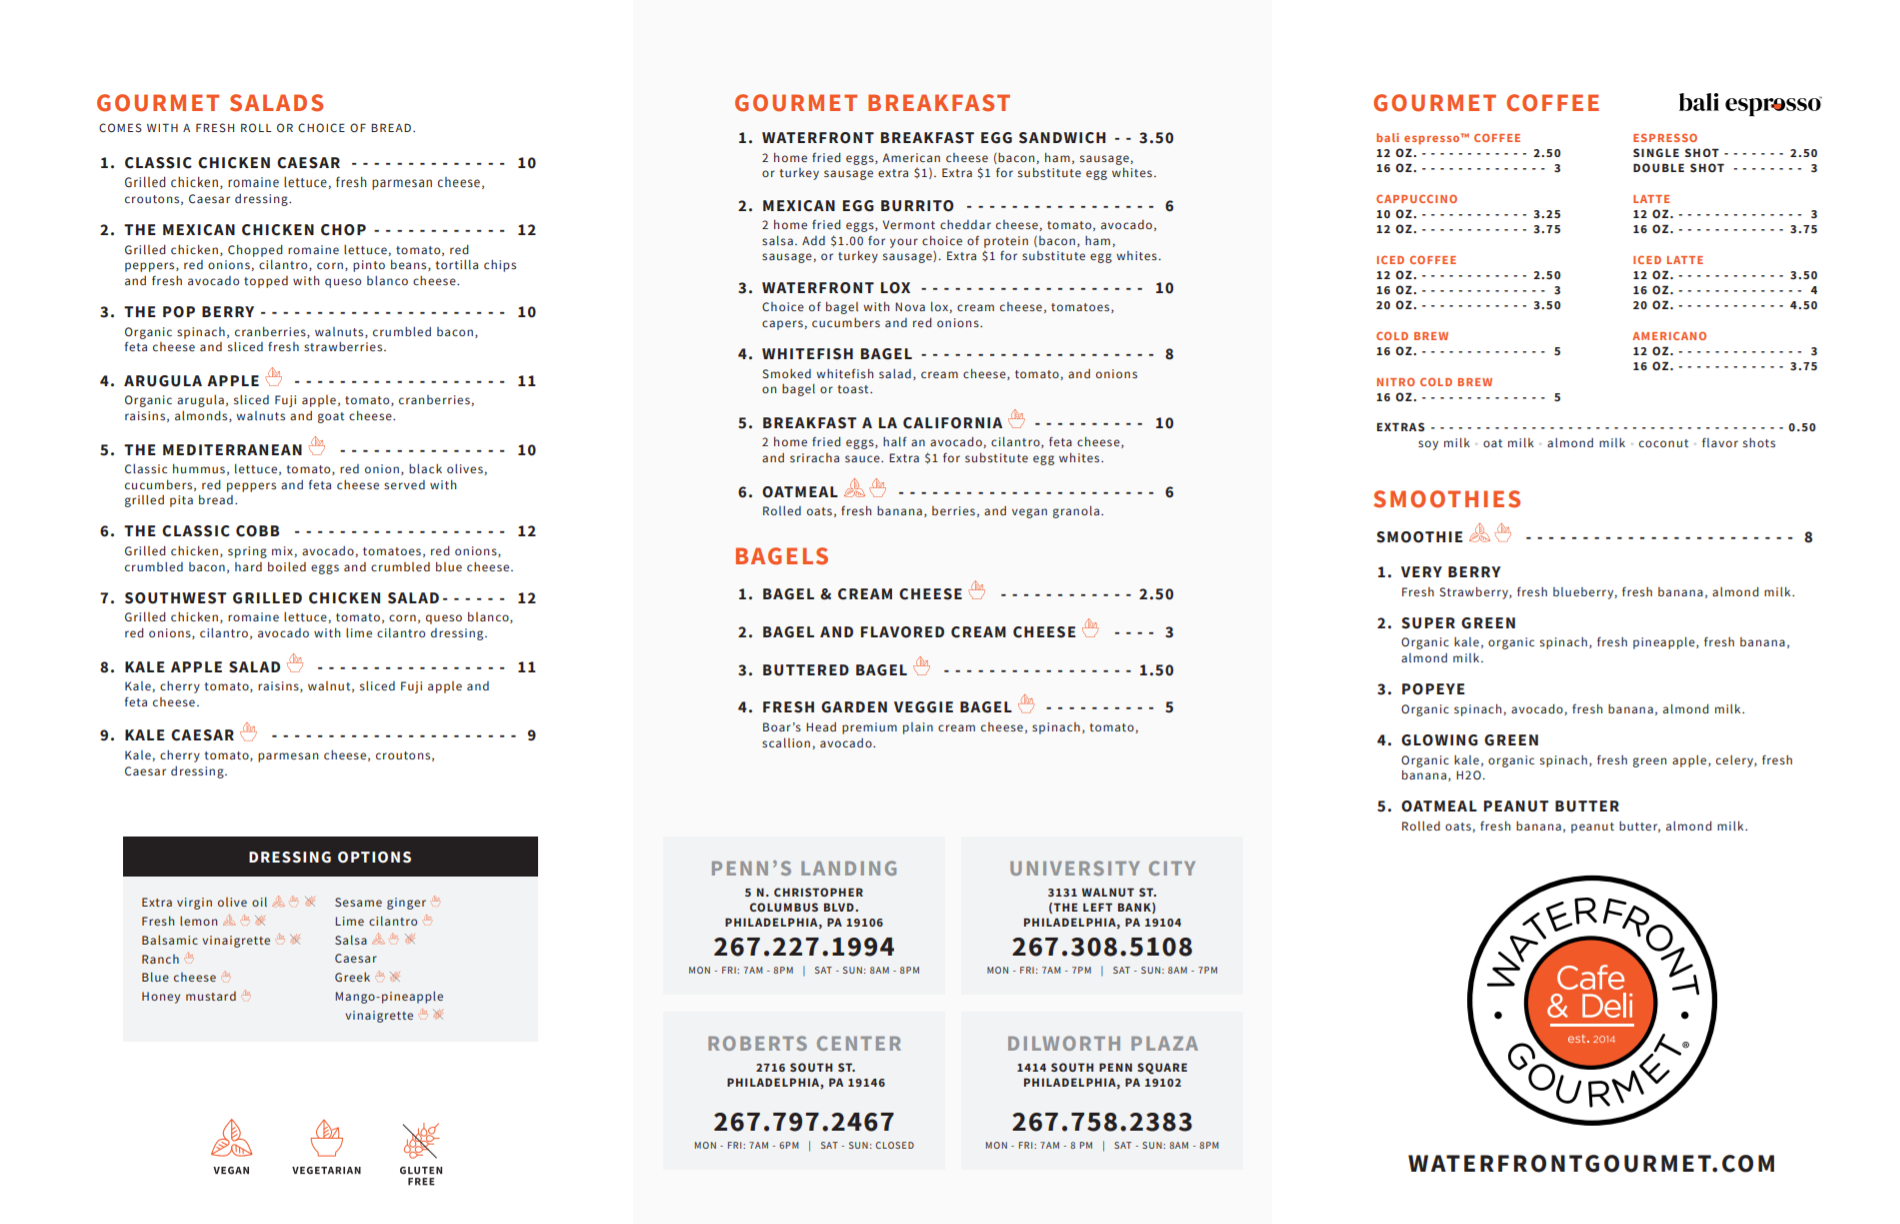 GOURMET SALADS
COMES WITH A FRESH ROLL OR CHOICE OF BREAD.
1. CLASSIC CHICKEN CAESAR - - - - - - - - - - - - - - 10
Grilled chicken, romaine lettuce, fresh parmesan cheese,
croutons, Caesar dressing.
2. THE MEXICAN CHICKEN CHOP - - - - - - - - - - - - 12
Grilled chicken, Chopped romaine lettuce, tomato, red
peppers, red onions, cilantro, corn, pinto beans, tortilla chips
and fresh avocado topped with queso blanco cheese.
3. THE POP BERRY - - - - - - - - - - - - - - - - - - - - - - 10
Organic spinach, cranberries, walnuts, crumbled bacon,
feta cheese and sliced fresh strawberries.
4. ARUGULA APPLE - - - - - - - - - - - - - - - - - - - 11
Organic arugula, sliced Fuji apple, tomato, cranberries,
raisins, almonds, walnuts and goat cheese.
5. THE MEDITERRANEAN - - - - - - - - - - - - - - - 10
Classic hummus, lettuce, tomato, red onion, black olives,
cucumbers, red peppers and feta cheese served with
grilled pita bread.
6. THE CLASSIC COBB - - - - - - - - - - - - - - - - - - - 12
Grilled chicken, spring mix, avocado, tomatoes, red onions,
crumbled bacon, hard boiled eggs and crumbled blue cheese.
7. SOUTHWEST GRILLED CHICKEN SALAD - - - - - - 12
Grilled chicken, romaine lettuce, tomato, corn, queso blanco,
red onions, cilantro, avocado with lime cilantro dressing.
8. KALE APPLE SALAD - - - - - - - - - - - - - - - - - 11
Kale, cherry tomato, raisins, walnut, sliced Fuji apple and
feta cheese.
9. KALE CAESAR - - - - - - - - - - - - - - - - - - - - - - 9
Kale, cherry tomato, parmesan cheese, croutons,
Caesar dressing.
DRESSING OPTIONS
Extra virgin olive oil
Fresh lemon
Balsamic vinaigrette
Ranch
Blue cheese
Honey mustard
Sesame ginger
Lime cilantro
Salsa
Caesar
Greek
Mango-pineapple
vinaigrette
VEGAN
VEGETARIAN
GLUTEN
FREE
GOURMET BREAKFAST
1. WATERFRONT BREAKFAST EGG SANDWICH - - 3.50
2 home fried eggs, American cheese (bacon, ham, sausage,
or turkey sausage extra $1). Extra $1 for substitute egg whites.
2. MEXICAN EGG BURRITO - - - - - - - - - - - - - - - - - 6
2 home fried eggs, Vermont cheddar cheese, tomato, avocado,
salsa. Add $1.00 for your choice of protein (bacon, ham,
sausage, or turkey sausage). Extra $1 for substitute egg whites.
3. WATERFRONT LOX - - - - - - - - - - - - - - - - - - - - 10
Choice of bagel with Nova lox, cream cheese, tomatoes,
capers, cucumbers and red onions.
4. WHITEFISH BAGEL - - - - - - - - - - - - - - - - - - - - - 8
Smoked whitefish salad, cream cheese, tomato, and onions
on bagel or toast.
5. BREAKFAST A LA CALIFORNIA - - - - - - - - - - 10
2 home fried eggs, half an avocado, cilantro, feta cheese,
and sriracha sauce. Extra $1 for substitute egg whites.
6. OATMEAL - - - - - - - - - - - - - - - - - - - - - - - 6
Rolled oats, fresh banana, berries, and vegan granola.
BAGELS
1. BAGEL & CREAM CHEESE - - - - - - - - - - - - 2.50
2. BAGEL AND FLAVORED CREAM CHEESE - - - - 3
3. BUTTERED BAGEL - - - - - - - - - - - - - - - - - 1.50
4. FRESH GARDEN VEGGIE BAGEL - - - - - - - - - - 5
Boar's Head premium plain cream cheese, spinach, tomato,
scallion, avocado.
PENN'S LANDING
5 N. CHRISTOPHER
COLUMBUS BLVD.
PHILADELPHIA, PA 19106
267.227.1994
MON - FRI: 7AM - 8PM | SAT - SUN: 8AM - 8PM
UNIVERSITY CITY
3131 WALNUT ST.
(THE LEFT BANK)
PHILADELPHIA, PA 19104
267.308.5108
MON - FRI: 7AM - 7PM | SAT - SUN: 8AM - 7PM
ROBERTS CENTER
2716 SOUTH ST.
PHILADELPHIA, PA 19146
267.797.2467
MON - FRI: 7AM - 6PM | SAT - SUN: CLOSED
DILWORTH PLAZA
1414 SOUTH PENN SQUARE
PHILADELPHIA, PA 19102
267.758.2383
MON - FRI: 7AM - 8 PM | SAT - SUN: 8AM - 8PM
GOURMET COFFEE
bali espresso™
bali espresso™ COFFEE
12 OZ. - - - - - - - - - - - - 2.50
16 OZ. - - - - - - - - - - - - - - 3
CAPPUCCINO
10 OZ. - - - - - - - - - - - - 3.25
12 OZ. - - - - - - - - - - - - 3.75
ICED COFFEE
12 OZ. - - - - - - - - - - - - 2.50
16 OZ. - - - - - - - - - - - - - - 3
20 OZ. - - - - - - - - - - - - 3.50
COLD BREW
16 OZ. - - - - - - - - - - - - - - 5
NITRO COLD BREW
16 OZ. - - - - - - - - - - - - - - 5
ESPRESSO
SINGLE SHOT - - - - - - - 2.50
DOUBLE SHOT - - - - - - - - 3
LATTE
12 OZ. - - - - - - - - - - - - - - 3
16 OZ. - - - - - - - - - - - - 3.75
ICED LATTE
12 OZ. - - - - - - - - - - - - 3.50
16 OZ. - - - - - - - - - - - - - - 4
20 OZ. - - - - - - - - - - - - 4.50
AMERICANO
12 OZ. - - - - - - - - - - - - - - 3
16 OZ. - - - - - - - - - - - - 3.75
EXTRAS - - - - - - - - - - - - - - - - - - - - - - - - - - - - - - - - - - - - - - - 0.50
soy milk - oat milk - almond milk - coconut - flavor shots
SMOOTHIES
SMOOTHIE - - - - - - - - - - - - - - - - - - - - - - - - 8
1. VERY BERRY
Fresh Strawberry, fresh blueberry, fresh banana, almond milk.
2. SUPER GREEN
Organic kale, organic spinach, fresh pineapple, fresh banana,
almond milk.
3. POPEYE
Organic spinach, avocado, fresh banana, almond milk.
4. GLOWING GREEN
Organic kale, organic spinach, fresh green apple, celery, fresh
banana, H2O.
5. OATMEAL PEANUT BUTTER
Rolled oats, fresh banana, peanut butter, almond milk.
WATERFRONT
Cafe
& Deli
est. 2014
GOURMET®
WATERFRONTGOURMET.COM